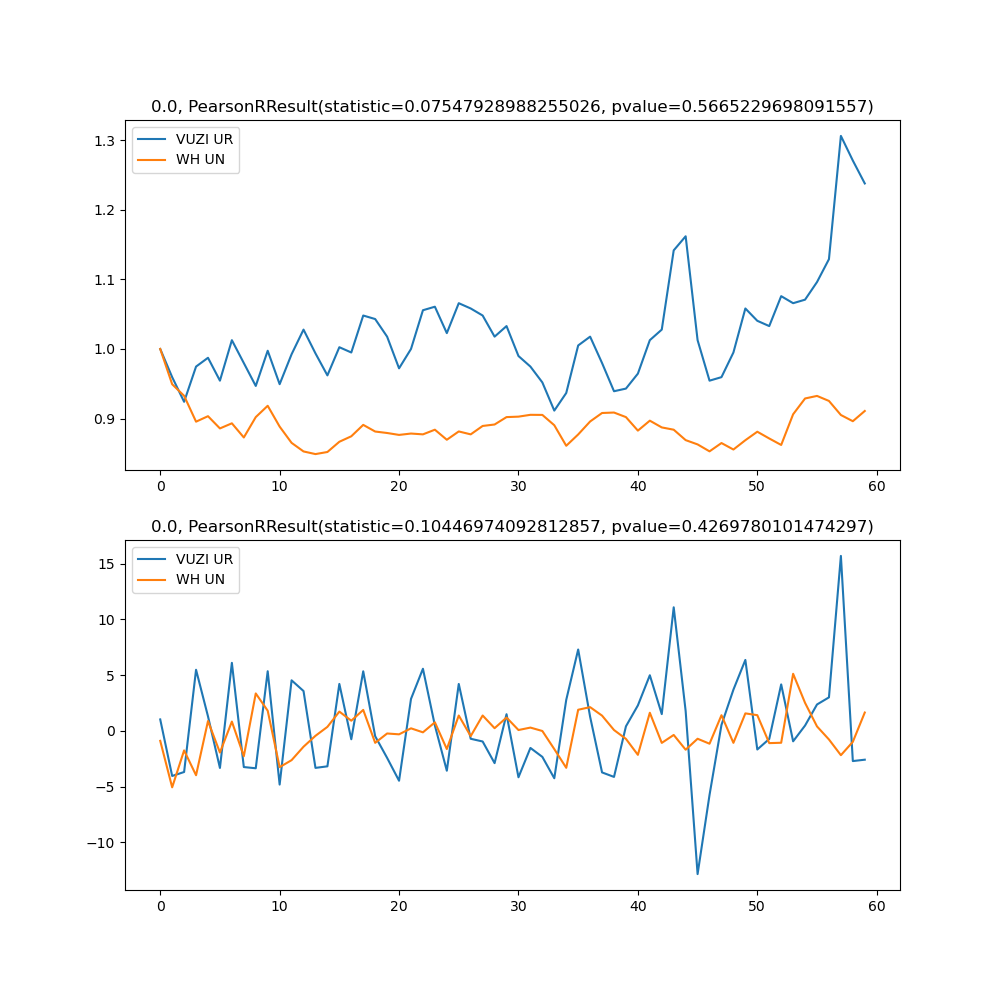 0.0, PearsonRResult(statistic=0.07547928988255026, pvalue=0.5665229698091557)
VUZI UR
WH UN
1.3
1.2
1.1
1.0
0.9
0 10 20 30 40 50 60
0.0, PearsonRResult(statistic=0.10446974092812857, pvalue=0.4269780101474297)
VUZI UR
WH UN
15
10
5
0
−5
−10
0 10 20 30 40 50 60